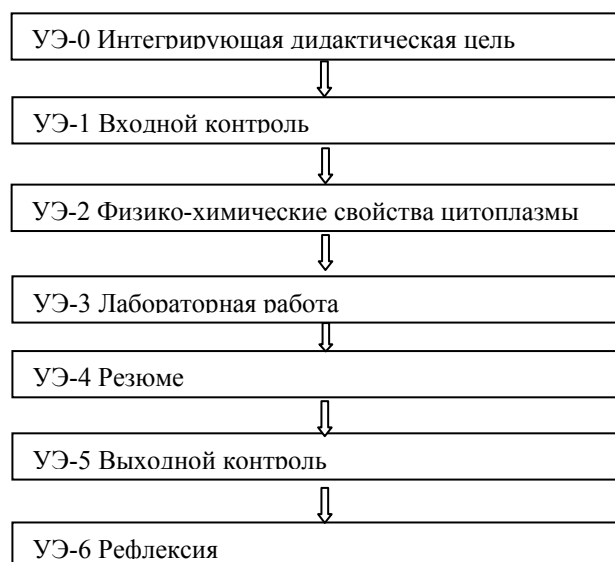 УЭ-0 Интегрирующая дидактическая цель
УЭ-1 Входной контроль
УЭ-2 Физико-химические свойства цитоплазмы
УЭ-3 Лабораторная работа
УЭ-4 Резюме
УЭ-5 Выходной контроль
УЭ-6 Рефлексия